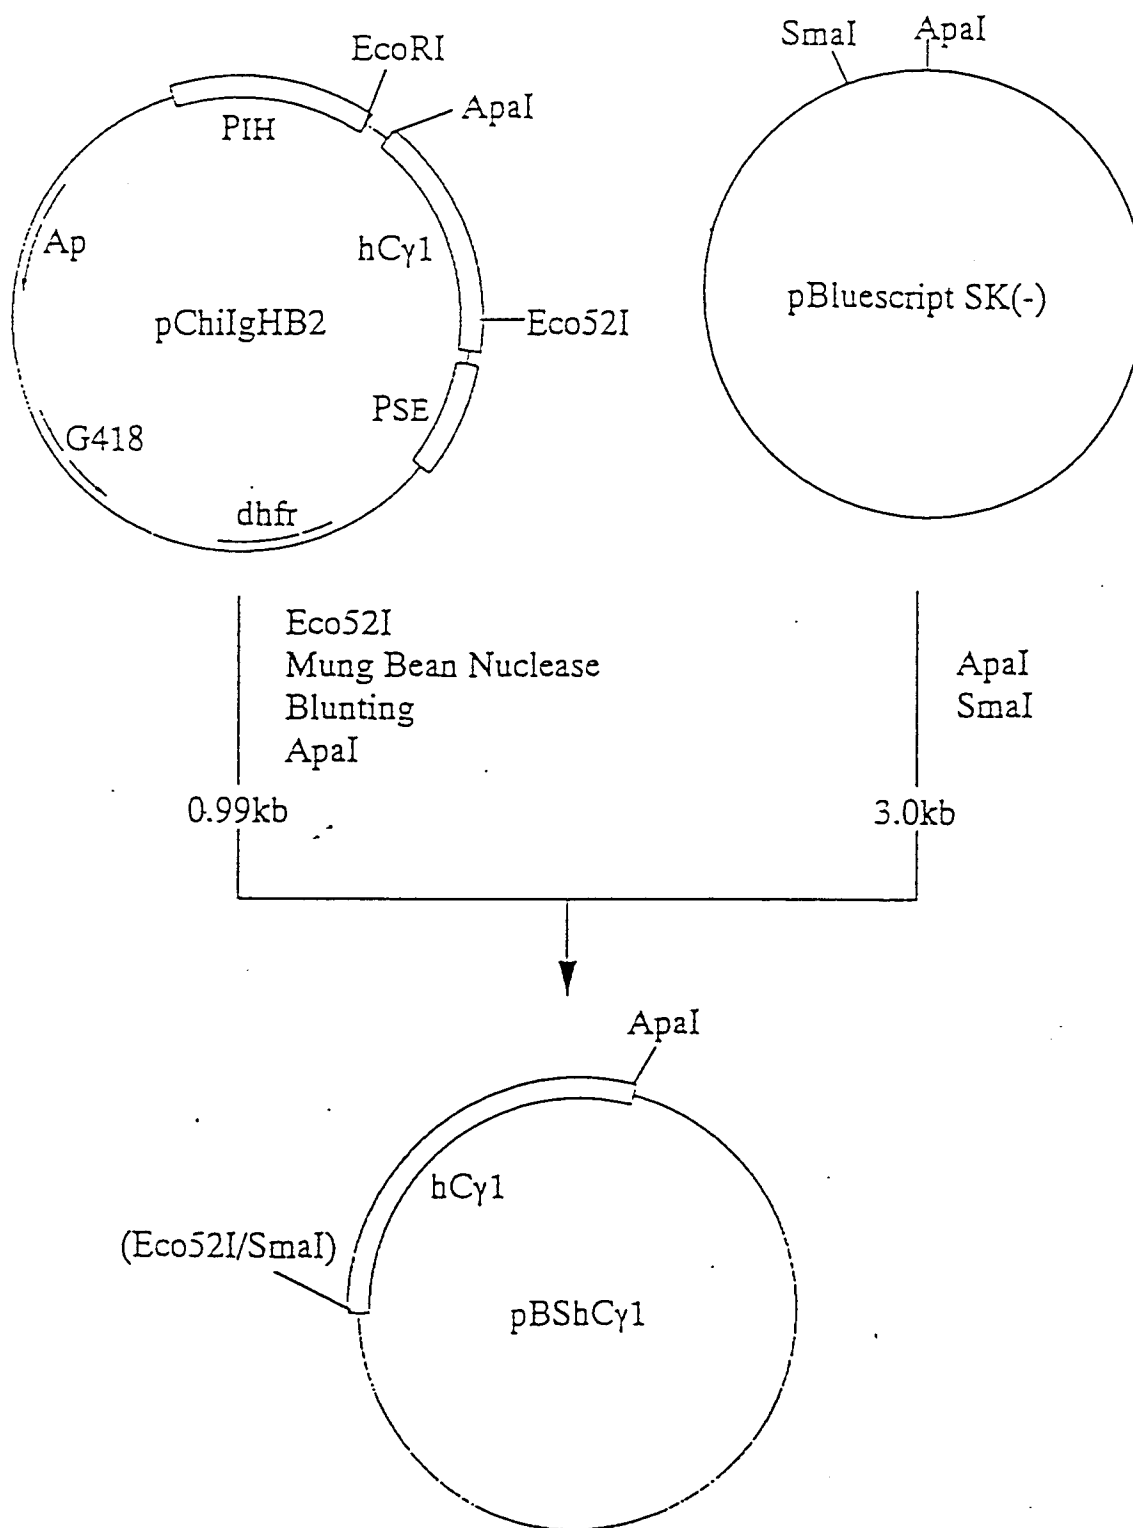 EcoRI
ApaI
PIH
hCγ1
Ap
pChiIgHB2
Eco52I
PSE
G418
dhfr
SmaI
ApaI
pBluescript SK(-)
Eco52I
Mung Bean Nuclease
Blunting
ApaI
0.99kb
ApaI
SmaI
3.0kb
ApaI
hCγ1
(Eco52I/SmaI)
pBShCγ1